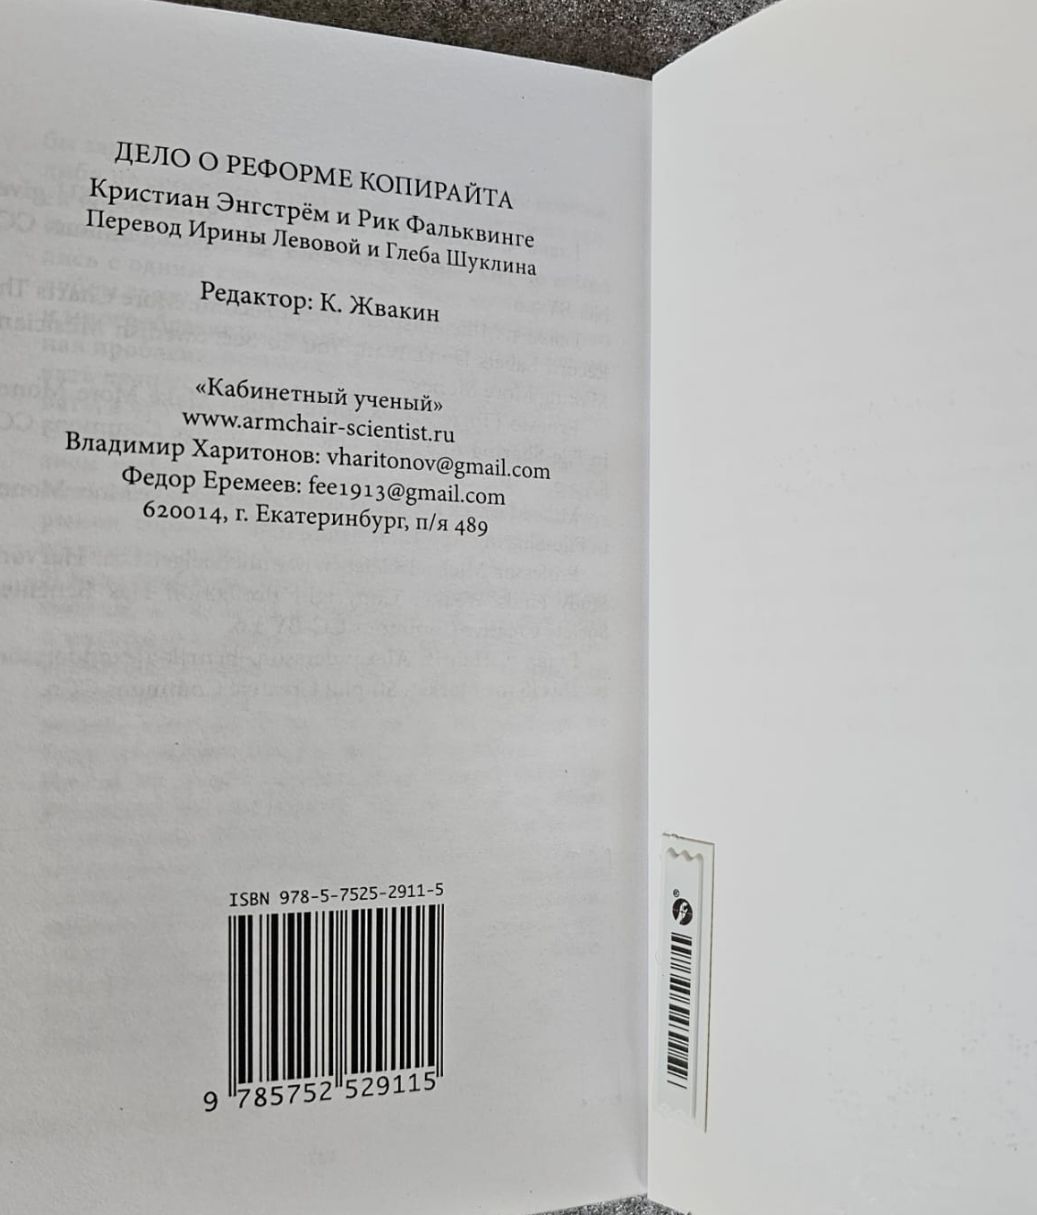 ДЕЛО О РЕФОРМЕ КОПИРАЙТА
Кристиан Энгстрём и Рик Фальквинге
Перевод Ирины Левовой и Глеба Шуклина
Редактор: К. Жвакин
«Кабинетный ученый»
www.armchair-scientist.ru
Владимир Харитонов: vharitonov@gmail.com
Федор Еремеев: fee1913@gmail.com
620014, г. Екатеринбург, п/я 489
ISBN 978-5-7525-2911-5
9 785752 529115